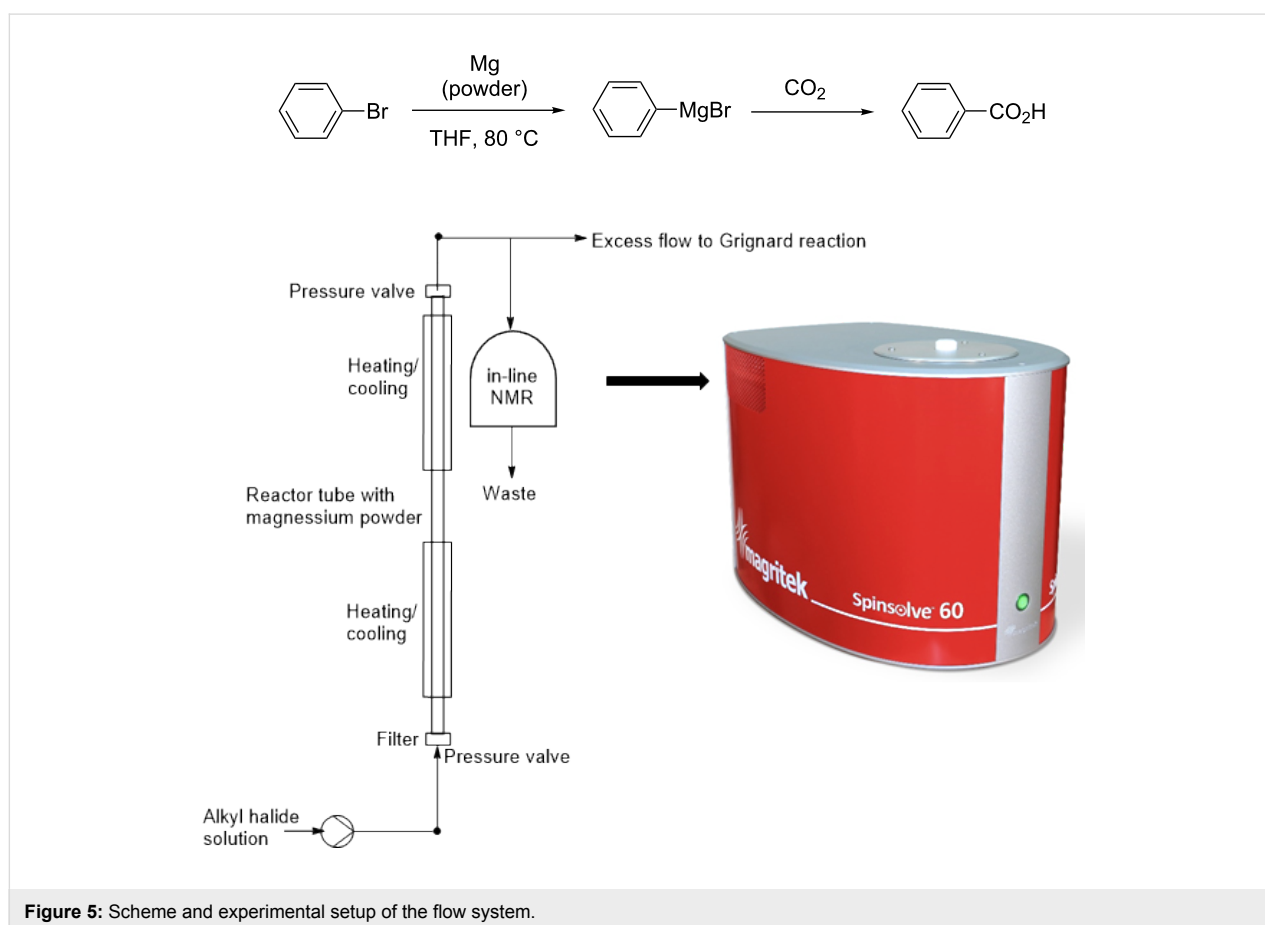 Mg
(powder)
THF, 80 °C
Br
MgBr
CO2
CO2H
Excess flow to Grignard reaction
Pressure valve
Heating/
cooling
in-line
NMR
Waste
Reactor tube with
magnessium powder
Heating/
cooling
Filter
Pressure valve
Alkyl halide
solution
magritek
Spinsolve 60
Figure 5: Scheme and experimental setup of the flow system.